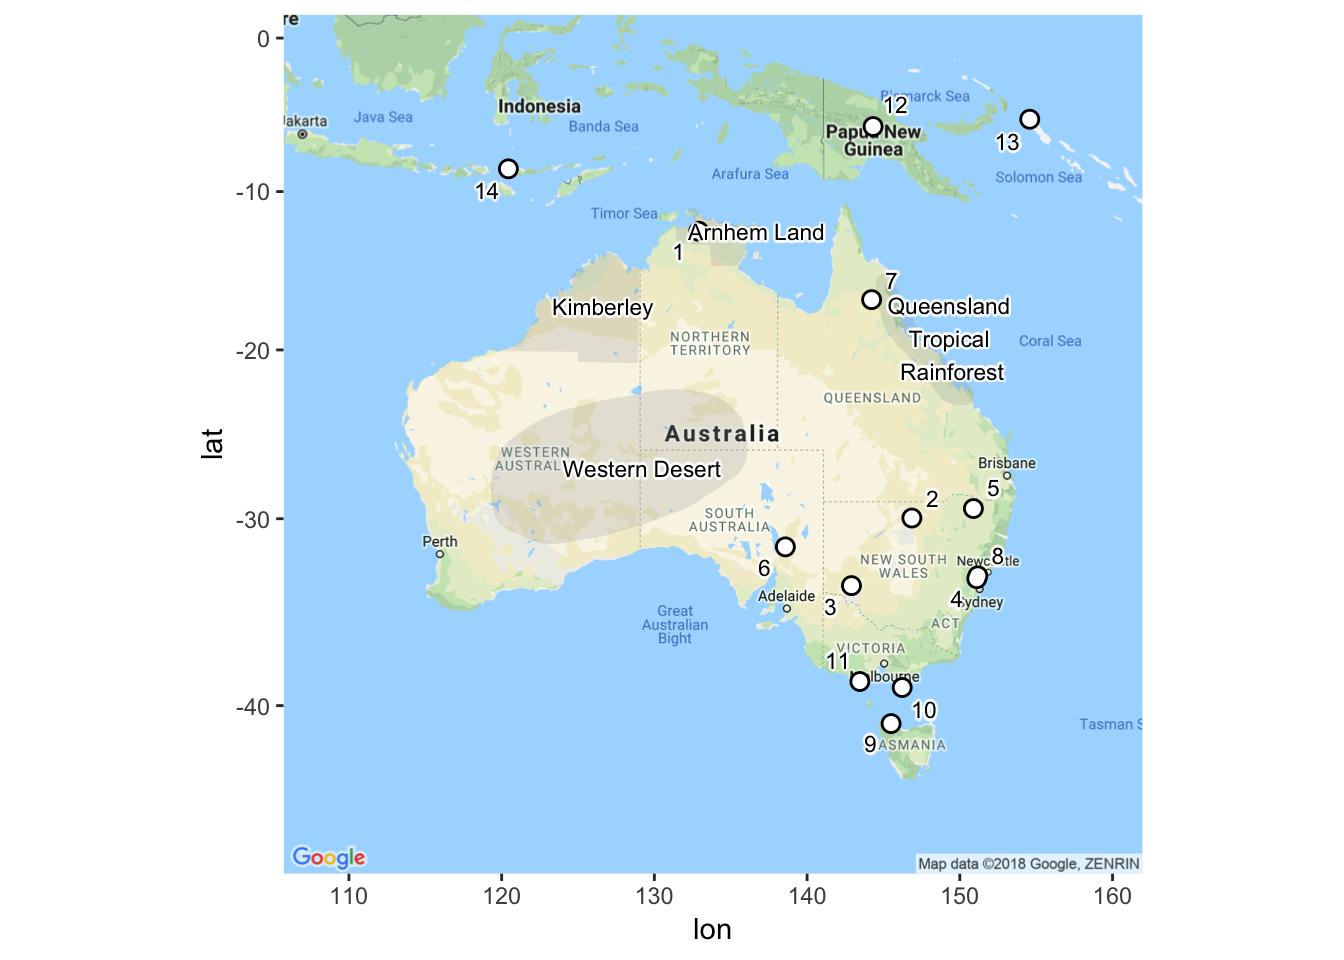 re
0
Indonesia
12
Bismarck Sea
Java Sea
Jakarta
Banda Sea
Papua New
Guinea
13
Arafura Sea
Solomon Sea
-10
14
Timor Sea
Arnhem Land
1
7
Kimberley
Queensland
Tropical
Rainforest
NORTHERN
TERRITORY
Coral Sea
-20
QUEENSLAND
Australia
lat
WESTERN
AUSTRAL
Western Desert
Brisbane
5
2
-30
SOUTH
AUSTRALIA
Perth
8
NEW SOUTH
WALES
6
Adelaide
3
4
ydney
Great
Australian
Bight
ACT
VICTORIA
11
lbourne
-40
10
Tasman S
9
ASMANIA
Google
Map data ©2018 Google, ZENRIN
110
120
130
140
150
160
lon